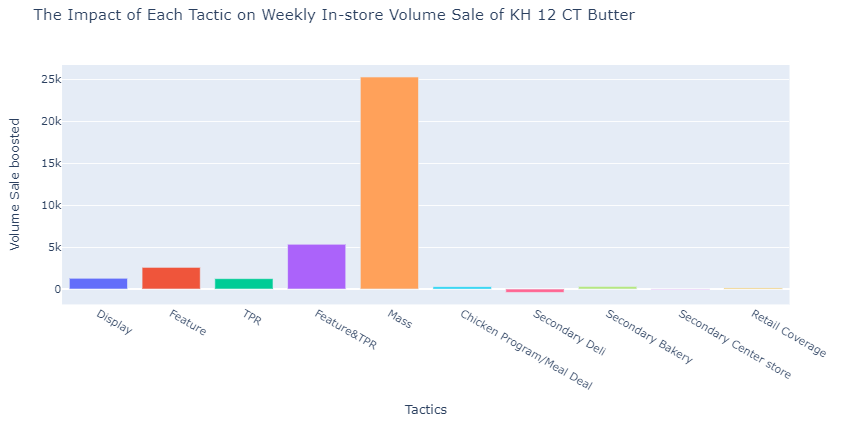 The Impact of Each Tactic on Weekly In-store Volume Sale of KH 12 CT Butter
Volume Sale boosted
25k
20k
15k
10k
5k
0
Display
Feature
TPR
Feature&TPR
Mass
Chicken Program/Meal Deal
Secondary Deli
Secondary Bakery
Secondary Center store
Retail Coverage
Tactics